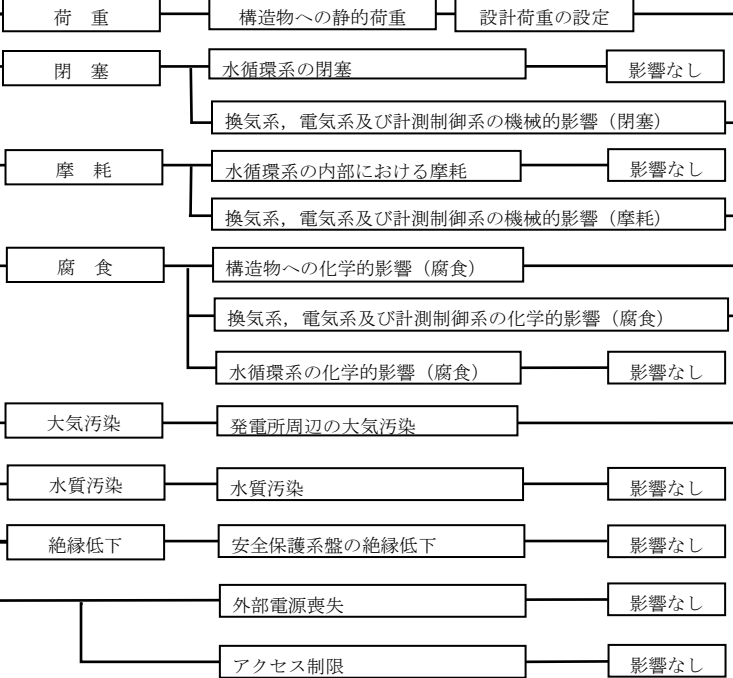 荷　重　構造物への静的荷重　設計荷重の設定
閉　塞　水循環系の閉塞　影響なし
換気系，電気系及び計測制御系の機械的影響（閉塞）
摩　耗　水循環系の内部における摩耗　影響なし
換気系，電気系及び計測制御系の機械的影響（摩耗）
腐　食　構造物への化学的影響（腐食）
換気系，電気系及び計測制御系の化学的影響（腐食）
水循環系の化学的影響（腐食）　影響なし
大気汚染　発電所周辺の大気汚染
水質汚染　水質汚染　影響なし
絶縁低下　安全保護系盤の絶縁低下　影響なし
外部電源喪失　影響なし
アクセス制限　影響なし